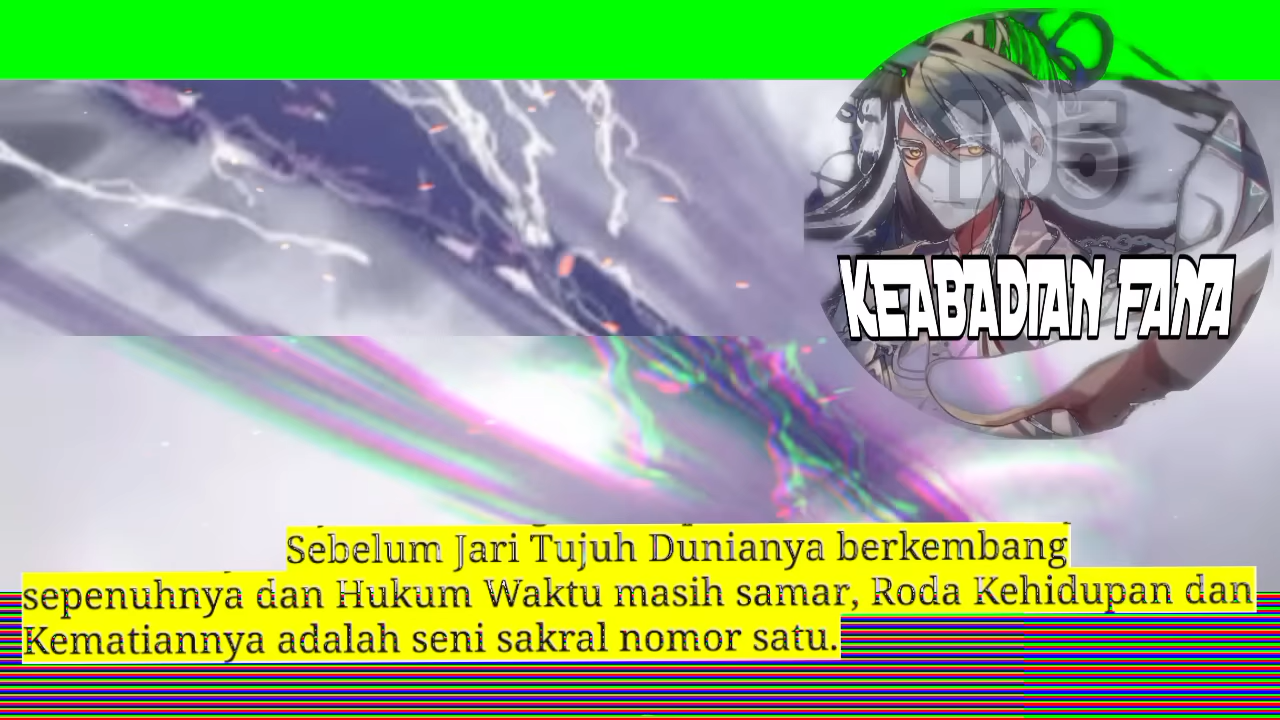 105
KEABADIAN FANA
Sebelum Jari Tujuh Dunianya berkembang
sepenuhnya dan Hukum Waktu masih samar, Roda Kehidupan dan
Kematiannya adalah seni sakral nomor satu.